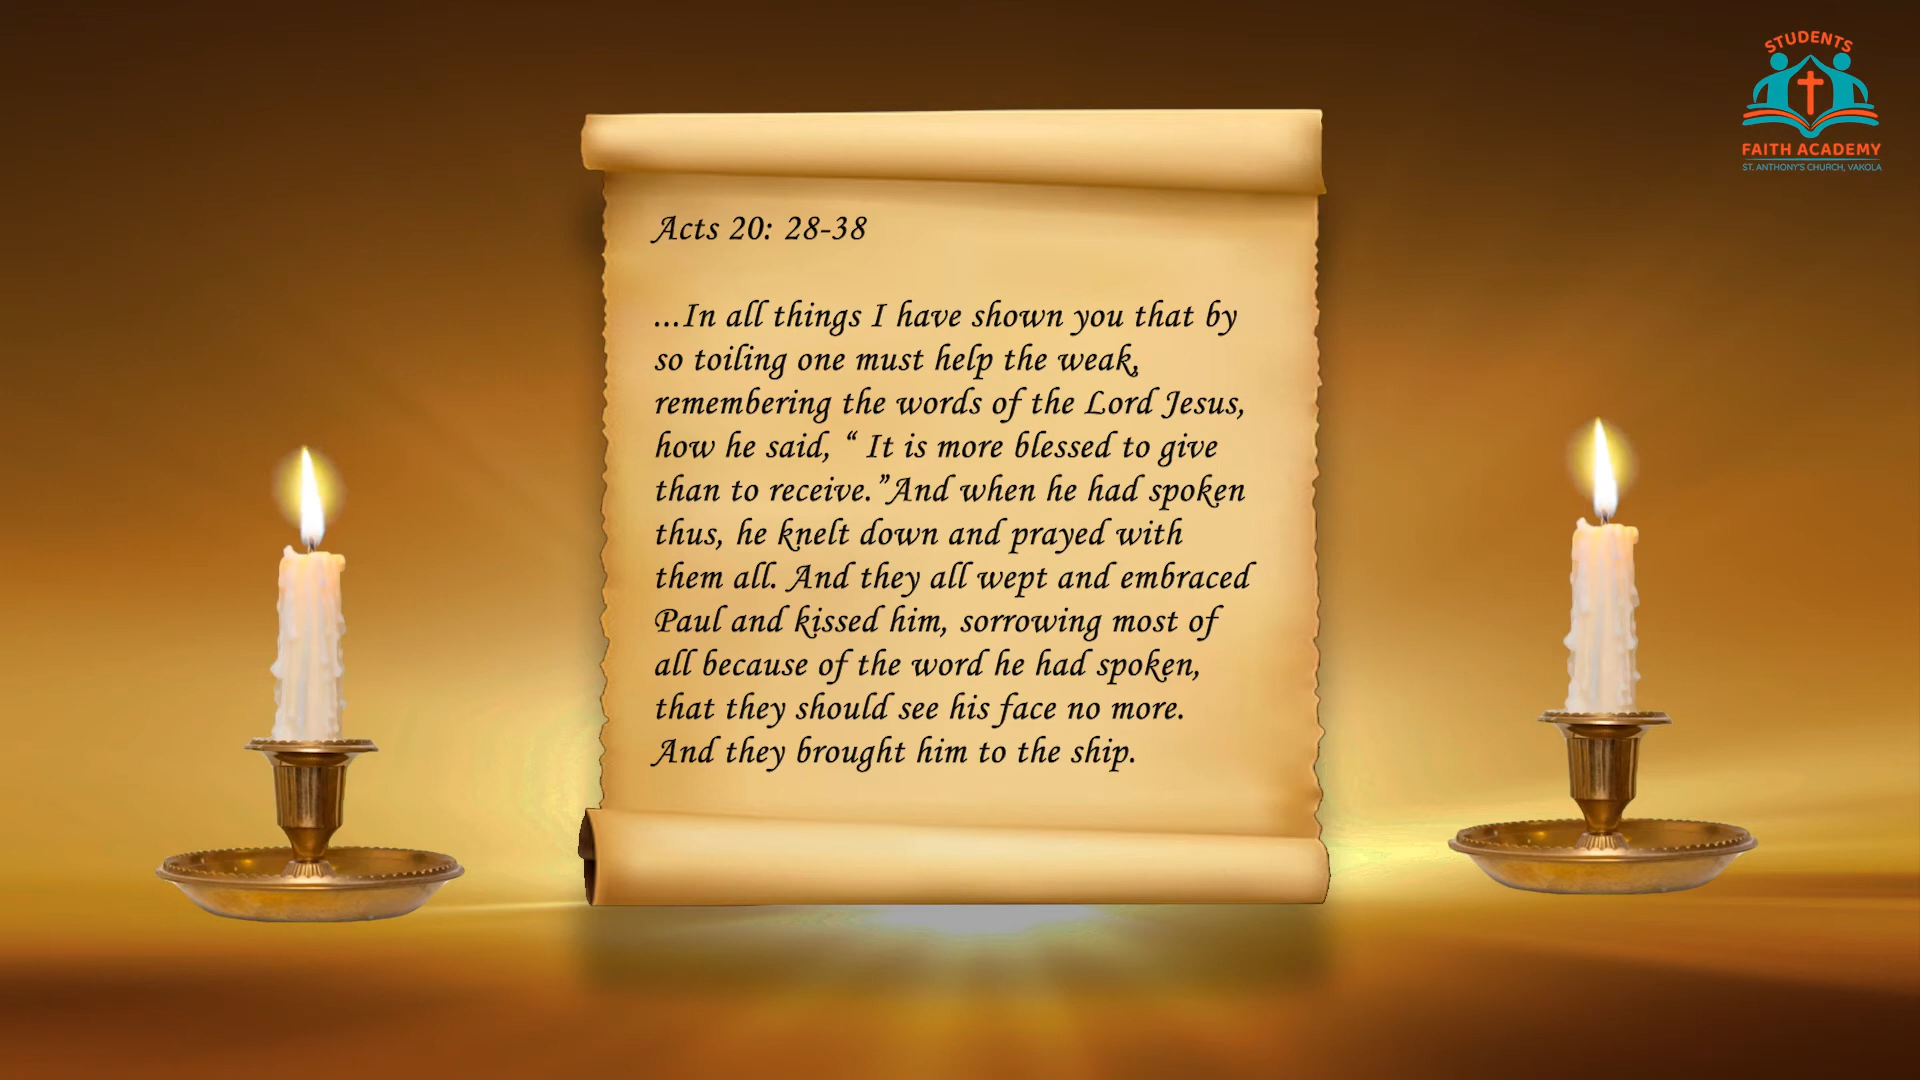 STUDENTS
FAITH ACADEMY
ST. ANTHONY'S CHURCH, VAKOLA
Acts 20: 28-38
...In all things I have shown you that by
so toiling one must help the weak,
remembering the words of the Lord Jesus,
how he said, “ It is more blessed to give
than to receive.”And when he had spoken
thus, he knelt down and prayed with
them all. And they all wept and embraced
Paul and kissed him, sorrowing most of
all because of the word he had spoken,
that they should see his face no more.
And they brought him to the ship.